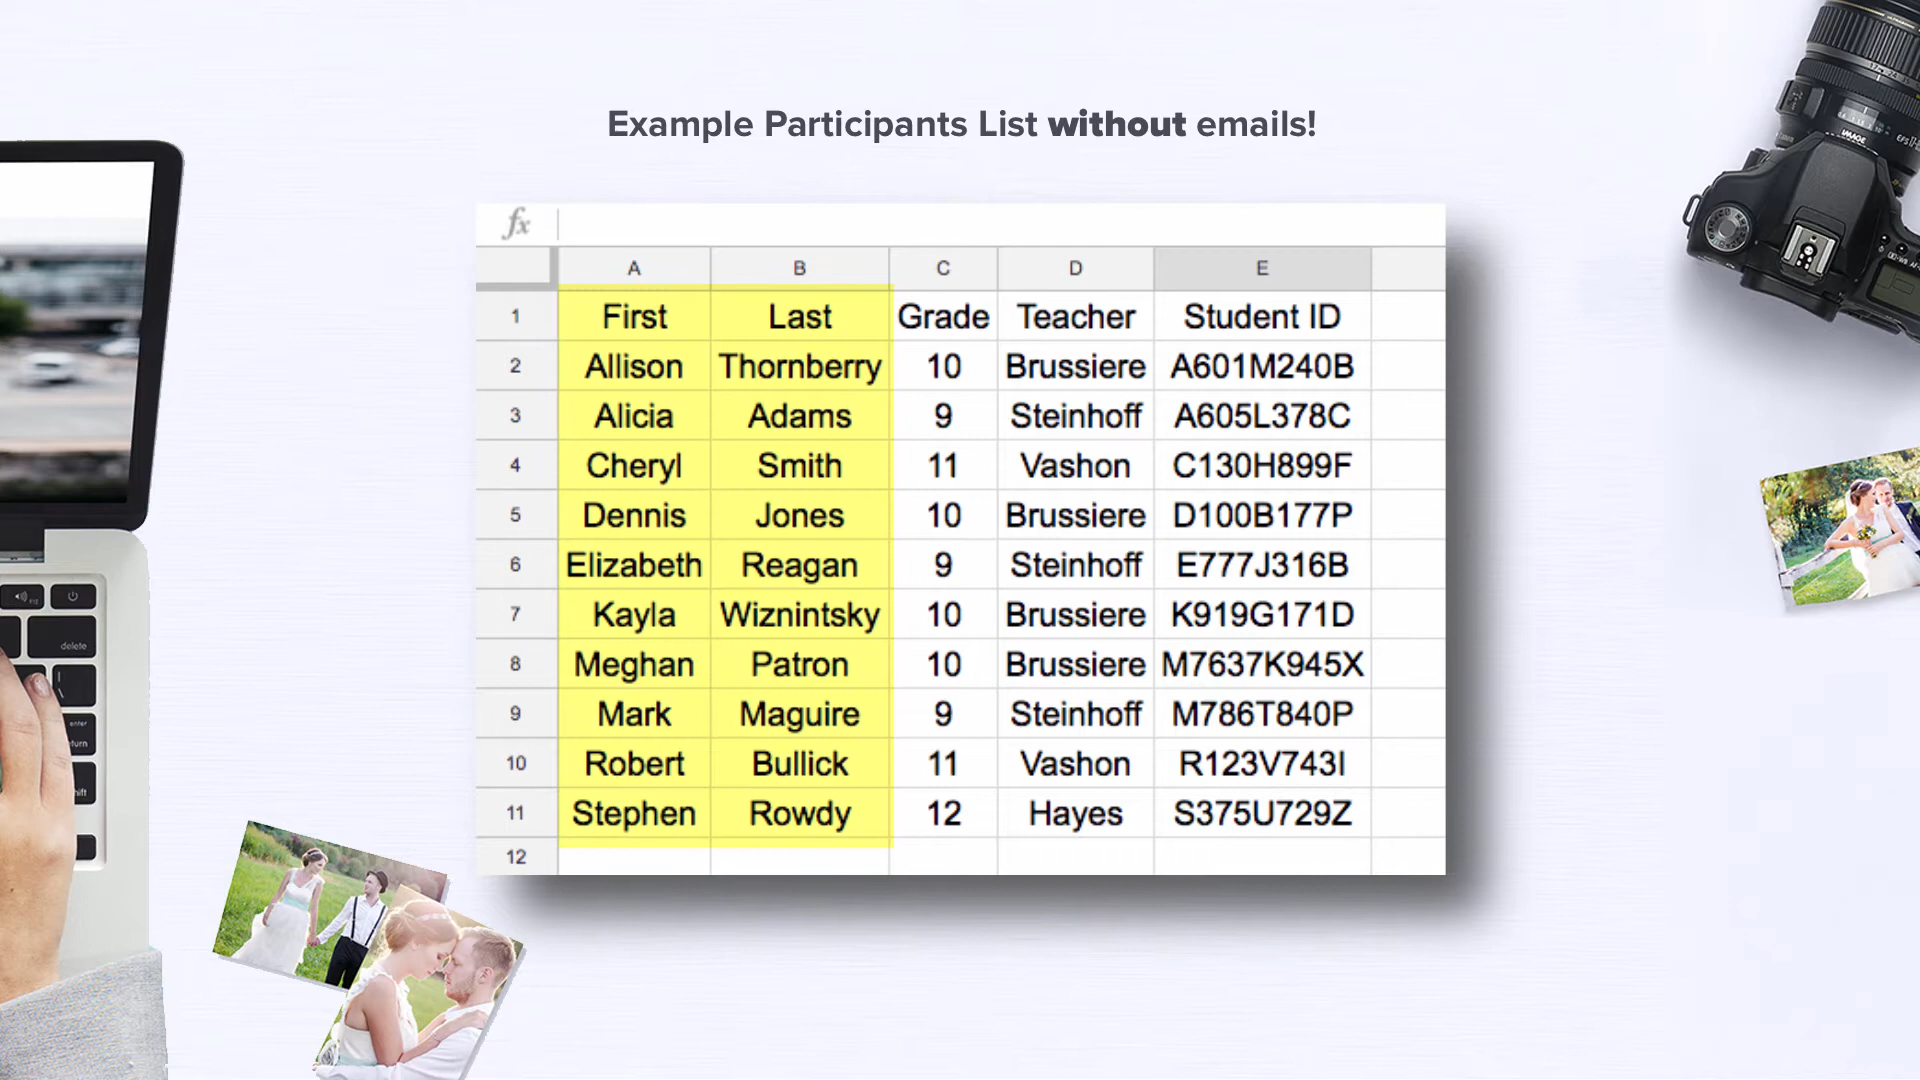 Example Participants List without emails!
fx
A B C D E
1 First Last Grade Teacher Student ID
2 Allison Thornberry 10 Brussiere A601M240B
3 Alicia Adams 9 Steinhoff A605L378C
4 Cheryl Smith 11 Vashon C130H899F
5 Dennis Jones 10 Brussiere D100B177P
6 Elizabeth Reagan 9 Steinhoff E777J316B
7 Kayla Wiznintsky 10 Brussiere K919G171D
8 Meghan Patron 10 Brussiere M7637K945X
9 Mark Maguire 9 Steinhoff M786T840P
10 Robert Bullick 11 Vashon R123V743I
11 Stephen Rowdy 12 Hayes S375U729Z
12
delete
enter